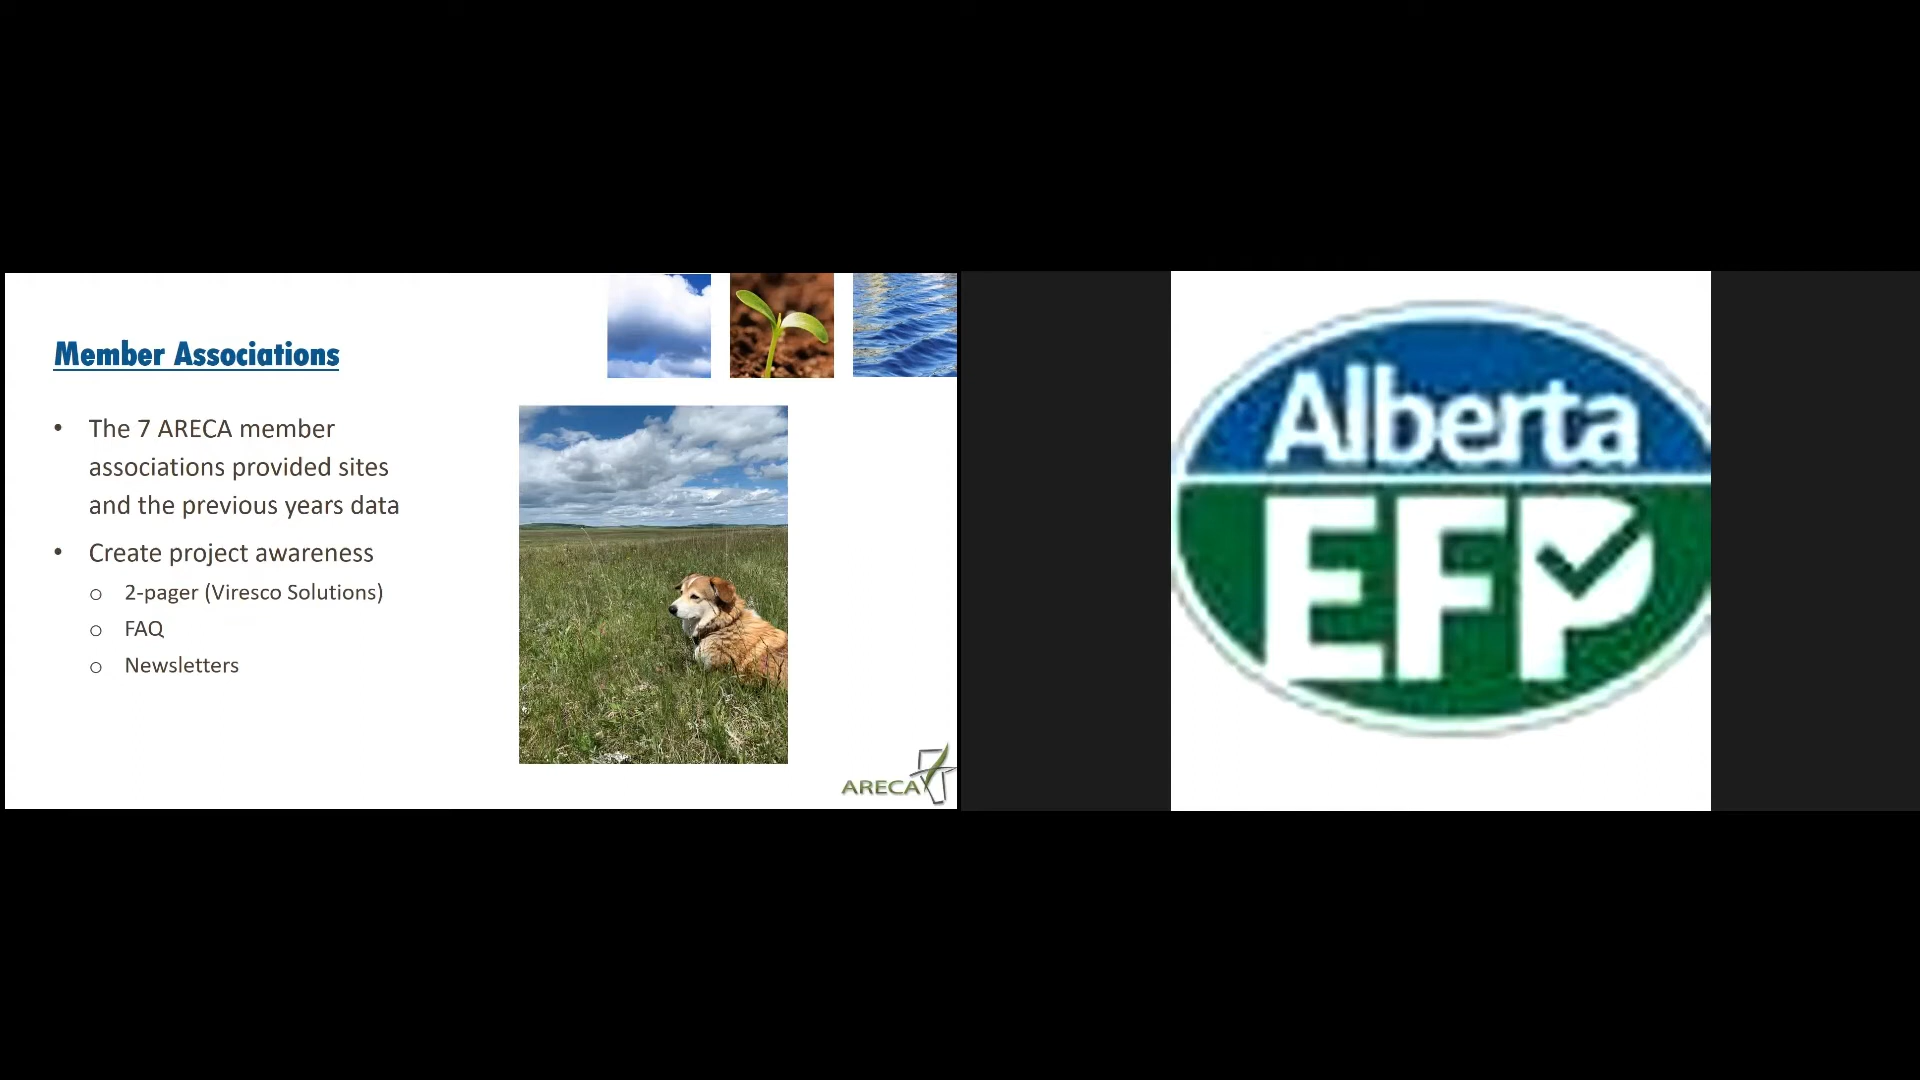 Member Associations
• The 7 ARECA member
associations provided sites
and the previous years data
• Create project awareness
o 2-pager (Viresco Solutions)
o FAQ
o Newsletters
ARECA
Alberta
EFP